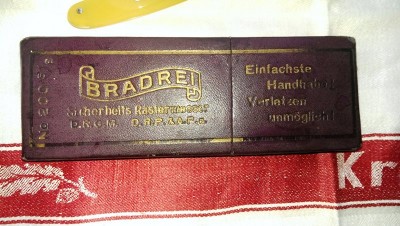 BRADREI
Sicherheits Rasiermesser
D.R.G.M. D.R.P.
Einfachste
Handhabung
Verletzen
unmöglich!
Kr